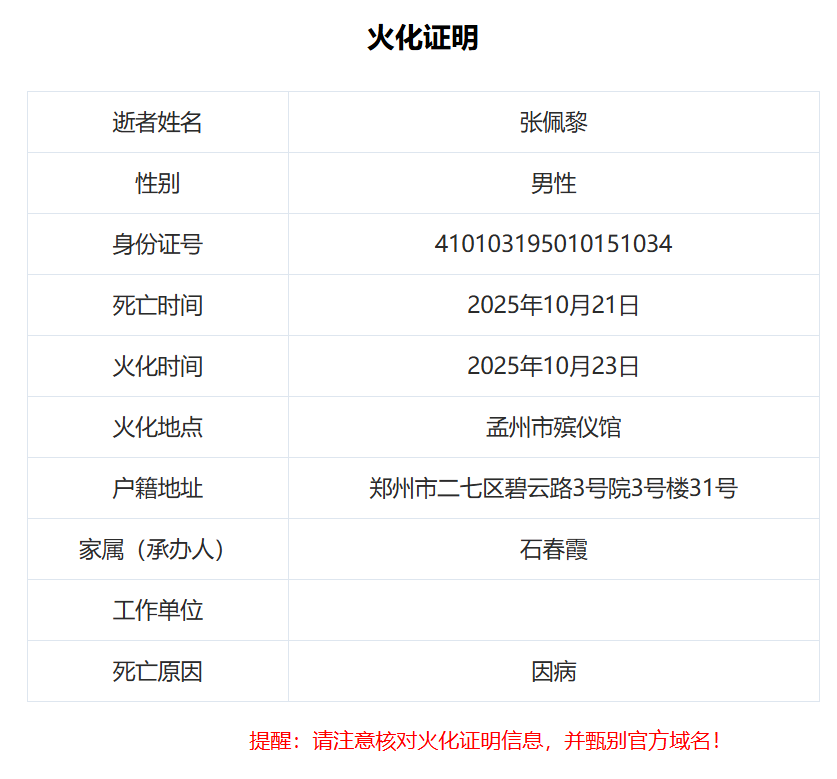 火化证明
逝者姓名 张佩黎
性别 男性
身份证号 410103195010151034
死亡时间 2025年10月21日
火化时间 2025年10月23日
火化地点 孟州市殡仪馆
户籍地址 郑州市二七区碧云路3号院3号楼31号
家属（承办人） 石春霞
工作单位
死亡原因 因病
提醒：请注意核对火化证明信息，并甄别官方域名！